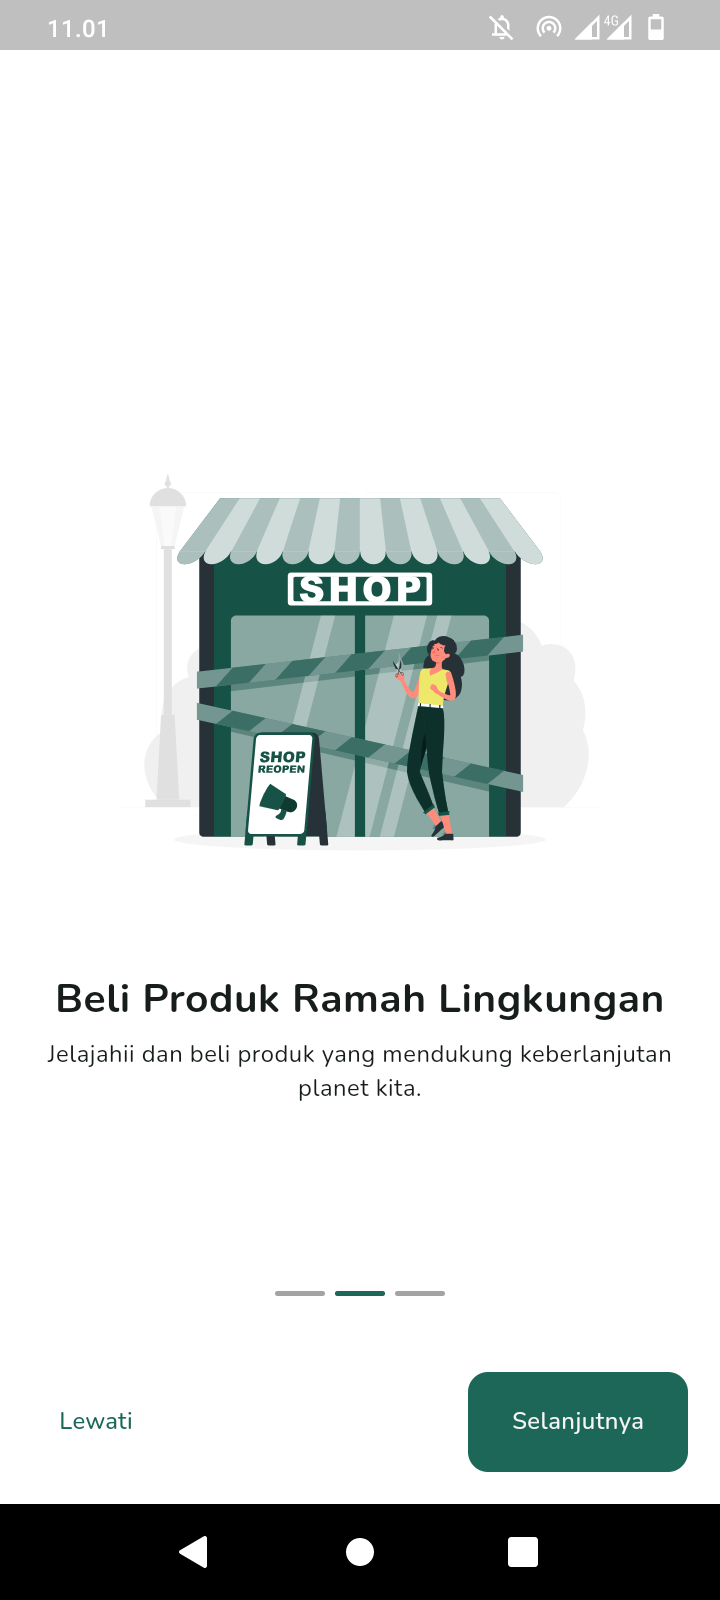 11.01
4G
SHOP
SHOP
REOPEN
Beli Produk Ramah Lingkungan
Jelajahii dan beli produk yang mendukung keberlanjutan
planet kita.
Lewati
Selanjutnya